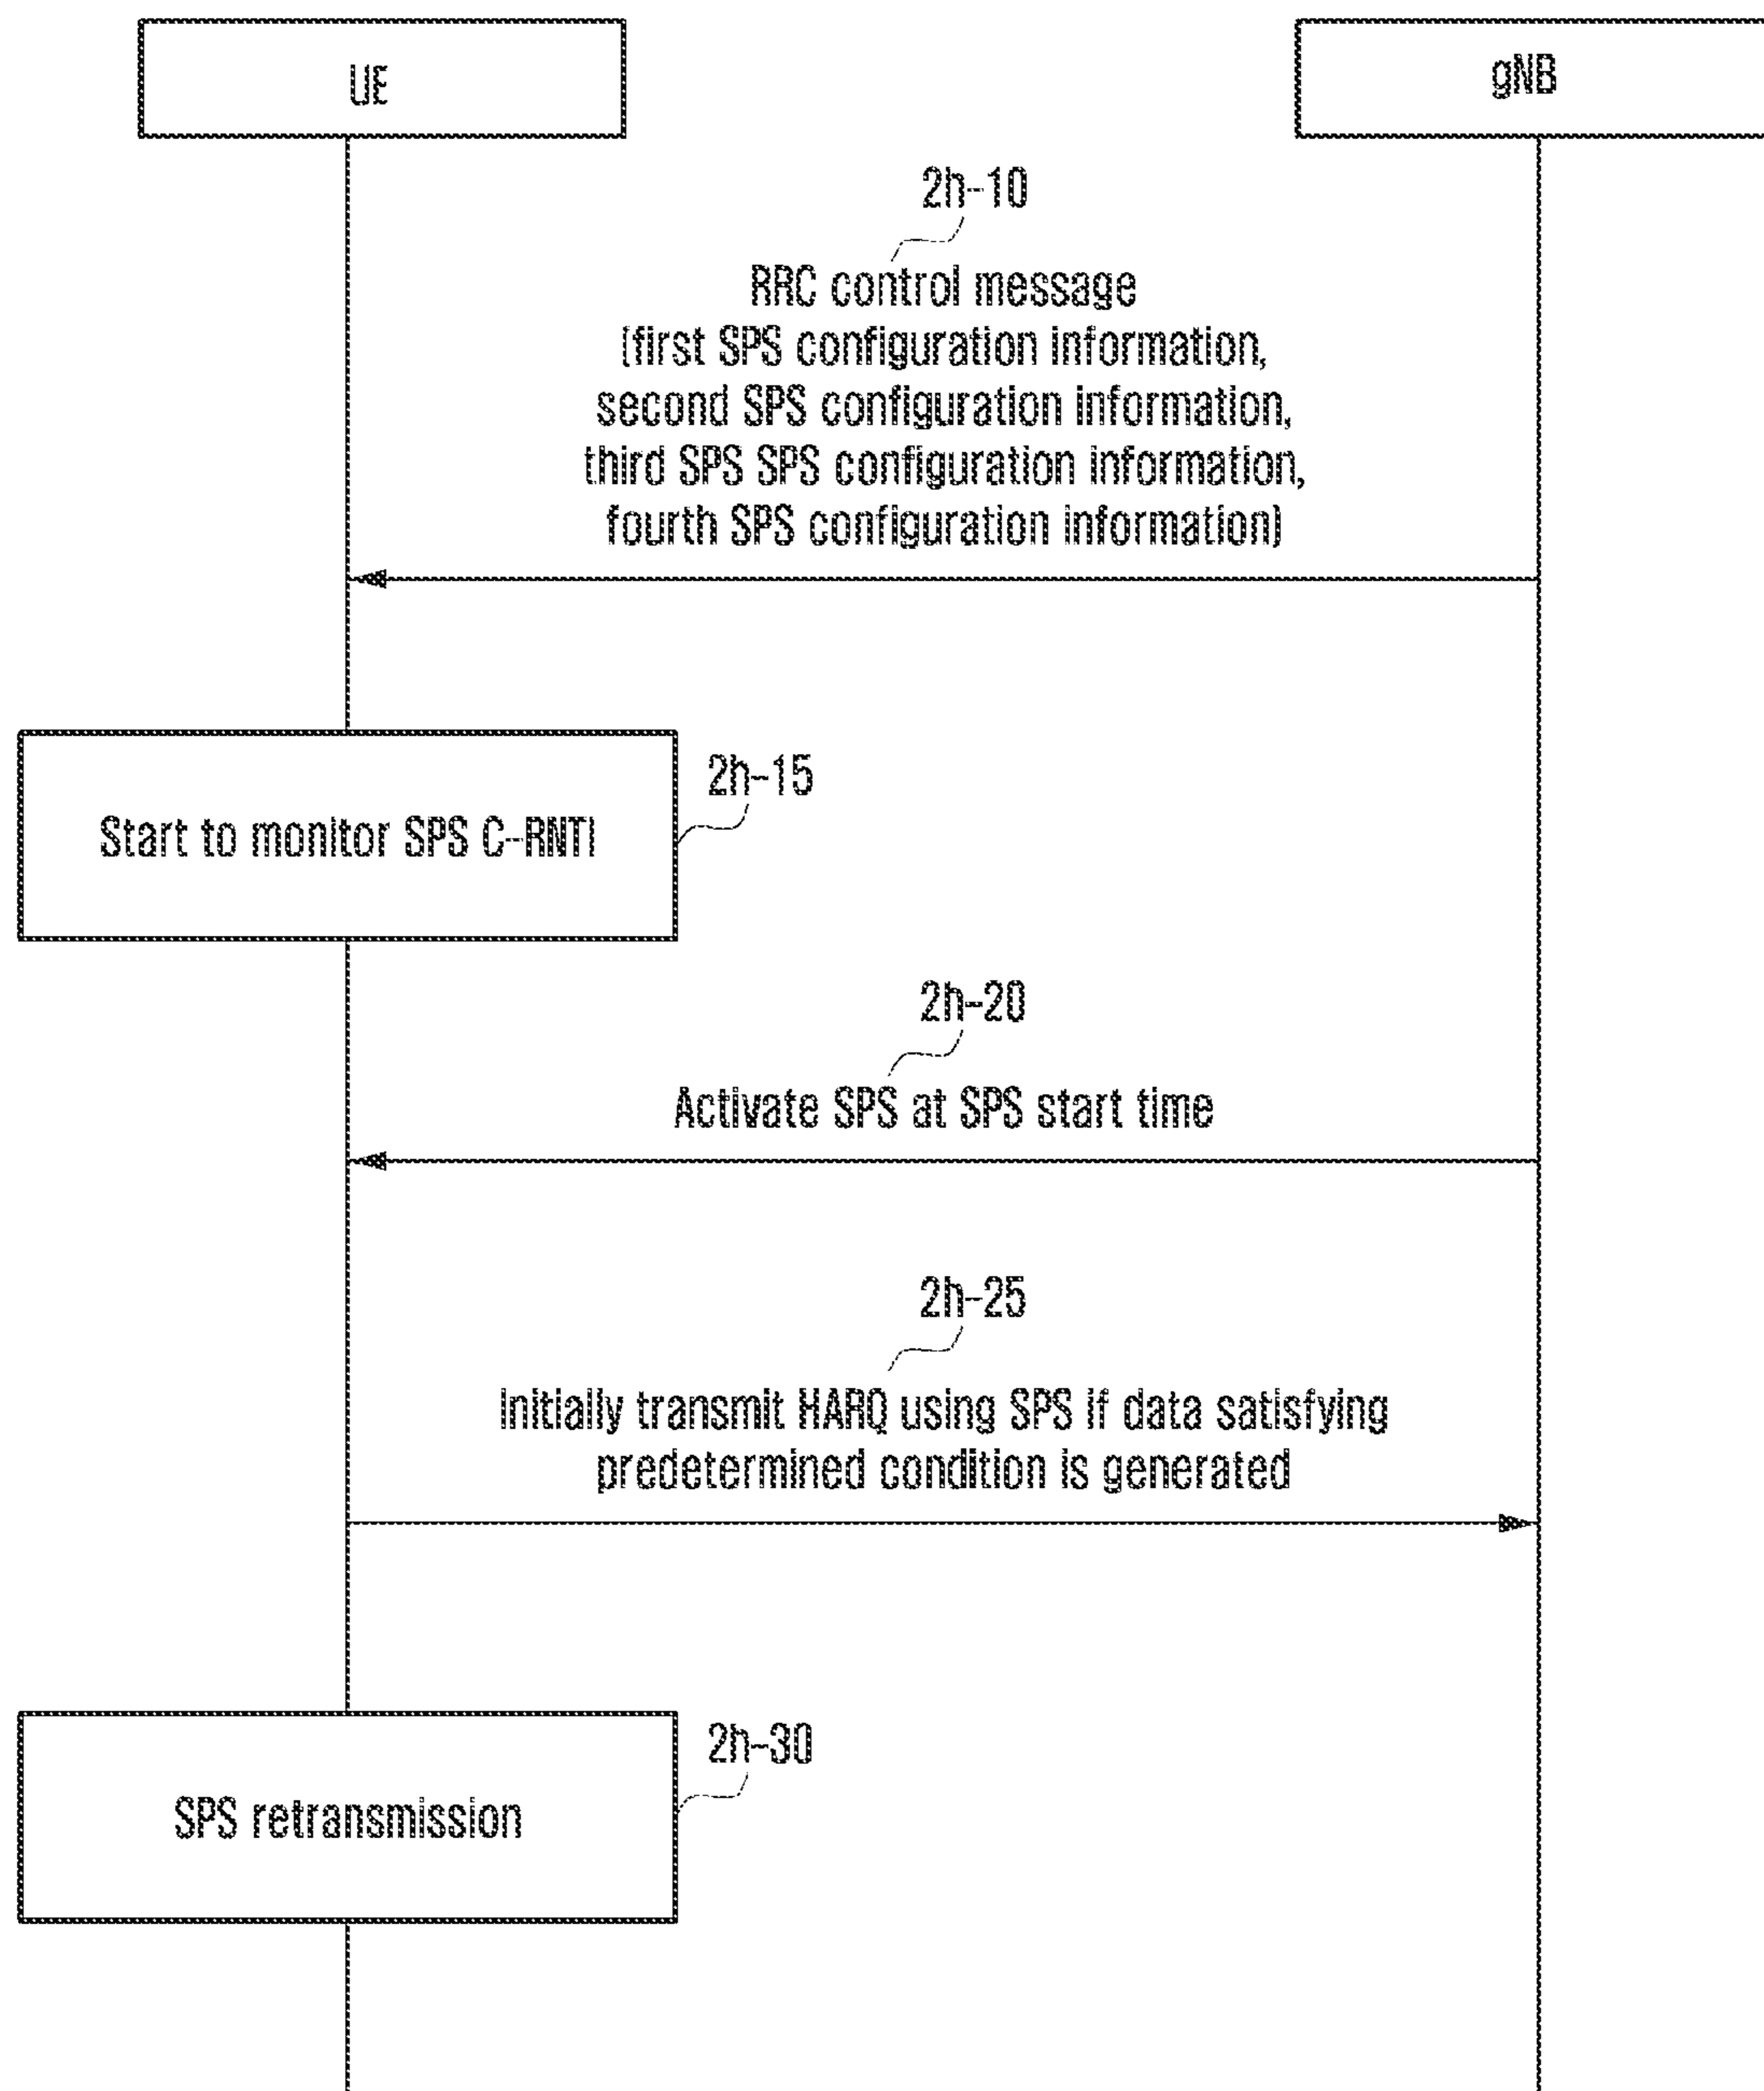 UE
gNB
2h-10
RRC control message
(first SPS configuration information,
second SPS configuration information,
third SPS SPS configuration information,
fourth SPS configuration information)
2h-15
Start to monitor SPS C-RNTI
2h-20
Activate SPS at SPS start time
2h-25
Initially transmit HARQ using SPS if data satisfying
predetermined condition is generated
2h-30
SPS retransmission